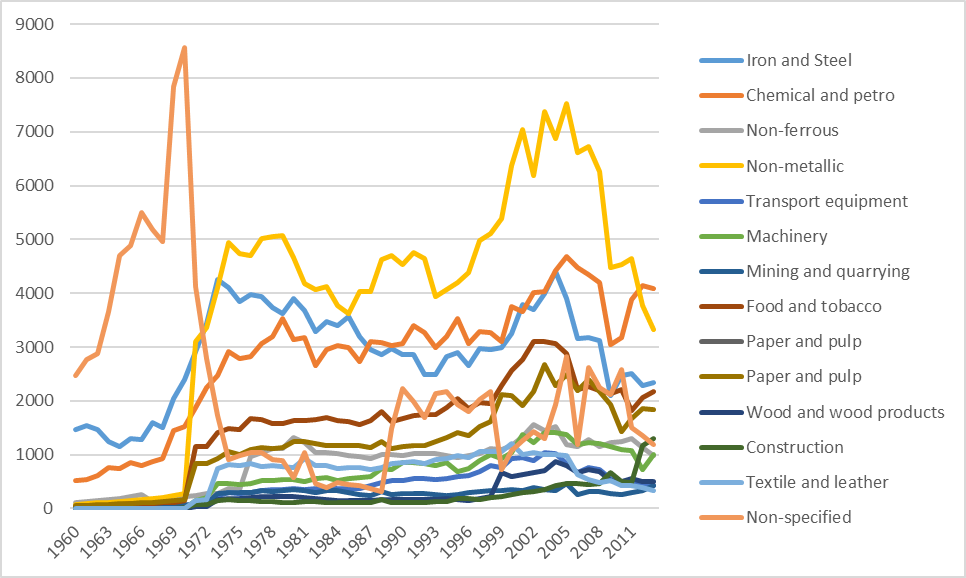 9000
8000
7000
6000
5000
4000
3000
2000
1000
0
1960
1963
1966
1969
1972
1975
1978
1981
1984
1987
1990
1993
1996
1999
2002
2005
2008
2011
Iron and Steel
Chemical and petro
Non-ferrous
Non-metallic
Transport equipment
Machinery
Mining and quarrying
Food and tobacco
Paper and pulp
Paper and pulp
Wood and wood products
Construction
Textile and leather
Non-specified